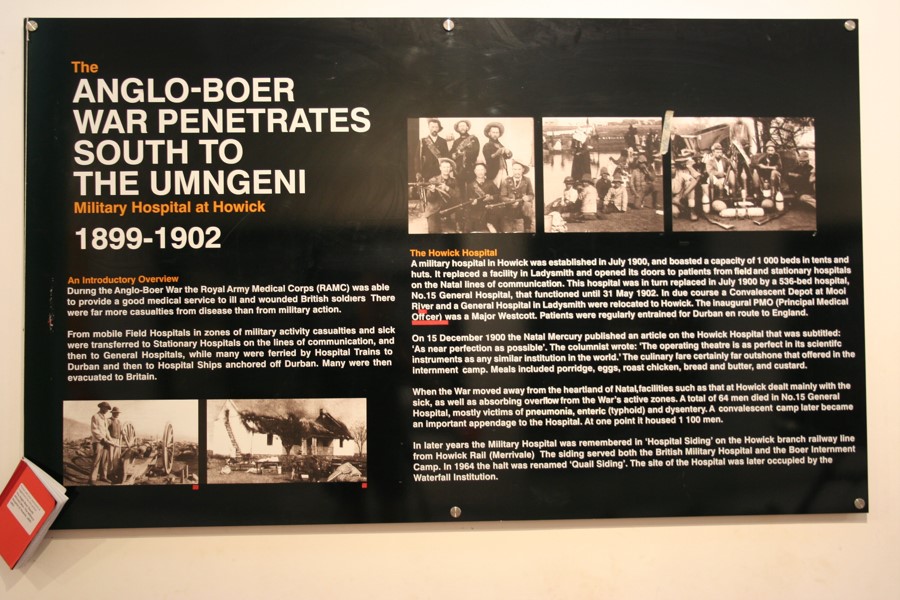 The
ANGLO-BOER
WAR PENETRATES
SOUTH TO
THE UMNGENI
Military Hospital at Howick
1899-1902
An Introductory Overview
During the Anglo-Boer War the Royal Army Medical Corps (RAMC) was able
to provide a good medical service to ill and wounded British soldiers There
were far more casualties from disease than from military action.
From mobile Field Hospitals in zones of military activity casualties and sick
were transferred to Stationary Hospitals on the lines of communication, and
then to General Hospitals, while many were ferried by Hospital Trains to
Durban and then to Hospital Ships anchored off Durban. Many were then
evacuated to Britain.
The Howick Hospital
A military hospital in Howick was established in July 1900, and boasted a capacity of 1 000 beds in tents and
huts. It replaced a facility in Ladysmith and opened its doors to patients from field and stationary hospitals
on the Natal lines of communication. This hospital was in turn replaced in July 1900 by a 536-bed hospital,
No.15 General Hospital, that functioned until 31 May 1902. In due course a Convalescent Depot at Mooi
River and a General Hospital in Ladysmith were relocated to Howick. The inaugural PMO (Principal Medical
Off cer) was a Major Westcott. Patients were regularly entrained for Durban en route to England.
On 15 December 1900 the Natal Mercury published an article on the Howick Hospital that was subtitled:
'As near perfection as possible'. The columnist wrote: 'The operating theatre is as perfect in its scientifc
instruments as any similar institution in the world.' The culinary fare certainly far outshone that offered in the
Internment camp. Meals included porridge, eggs, roast chicken, bread and butter, and custard.
When the War moved away from the heartland of Natal,facilities such as that at Howick dealt mainly with the
sick, as well as absorbing overflow from the War's active zones. A total of 64 men died in No.15 General
Hospital, mostly victims of pneumonia, enteric (typhoid) and dysentery. A convalescent camp later became
an important appendage to the Hospital. At one point it housed 1 100 men.
In later years the Military Hospital was remembered in 'Hospital Siding' on the Howick branch railway line
from Howick Rail (Merrivale) The siding served both the British Military Hospital and the Boer Internment
Camp. In 1964 the halt was renamed 'Quail Siding'. The site of the Hospital was later occupied by the
Waterfall Institution.